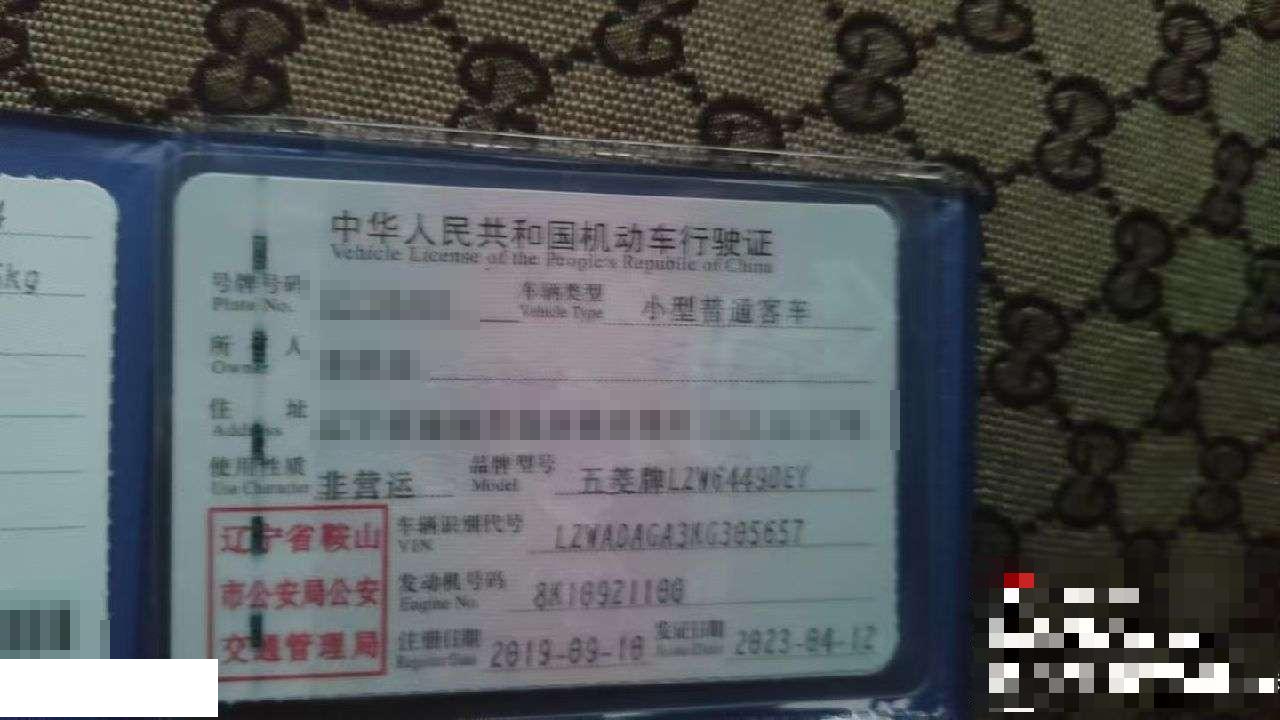 kg
中华人民共和国机动车行驶证
Vehicle License of the People's Republic of China
号牌号码
Plate No.
车辆类型 小型普通客车
Vehicle Type
所 人
Owner
住 址
Address
使用性质 非营运
Use Character
品牌型号 五菱牌LZW6449DEY
Model
辽宁省鞍山
市公安局公安
交通管理局
车辆识别代号 LZWADAGA3KG305657
VIN
发动机号码 8K10921180
Engine No.
注册日期 2019-09-10
Register Date
发证日期 2023-04-12
Issue Date